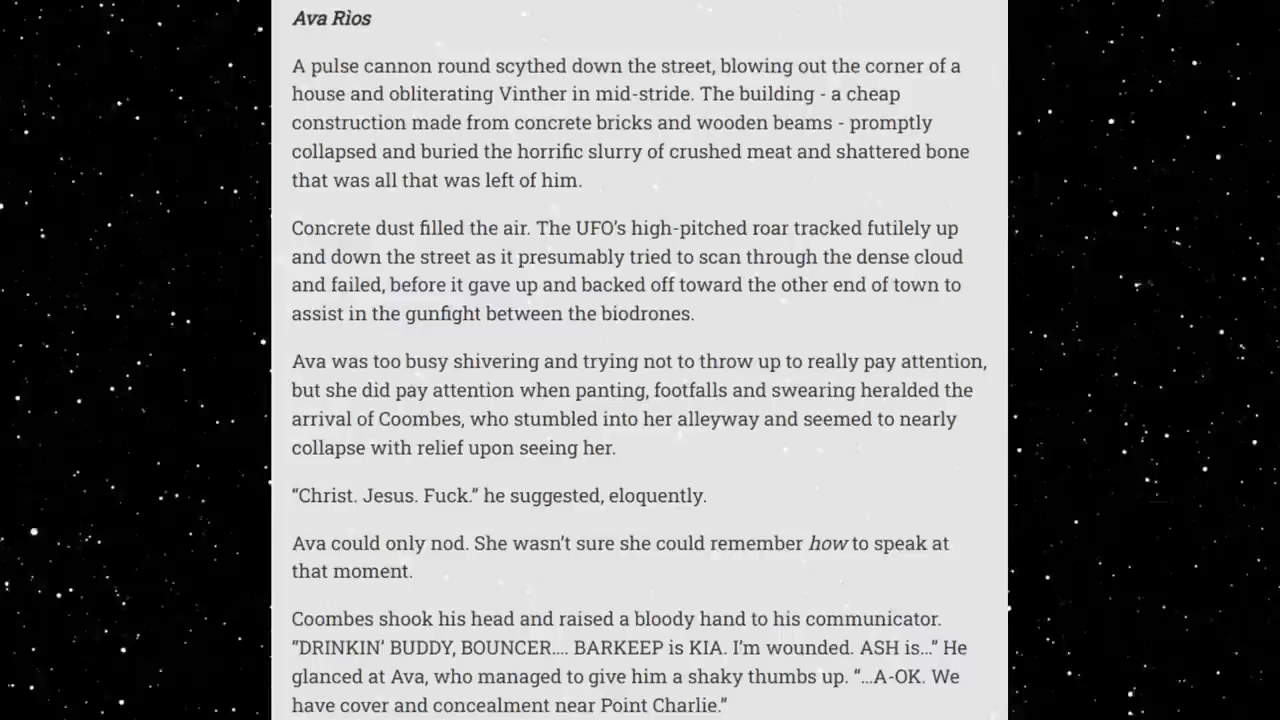 Ava Rìos
A pulse cannon round scythed down the street, blowing out the corner of a
house and obliterating Vinther in mid-stride. The building - a cheap
construction made from concrete bricks and wooden beams - promptly
collapsed and buried the horrific slurry of crushed meat and shattered bone
that was all that was left of him.
Concrete dust filled the air. The UFO’s high-pitched roar tracked futilely up
and down the street as it presumably tried to scan through the dense cloud
and failed, before it gave up and backed off toward the other end of town to
assist in the gunfight between the biodrones.
Ava was too busy shivering and trying not to throw up to really pay attention,
but she did pay attention when panting, footfalls and swearing heralded the
arrival of Coombes, who stumbled into her alleyway and seemed to nearly
collapse with relief upon seeing her.
“Christ. Jesus. Fuck.” he suggested, eloquently.
Ava could only nod. She wasn’t sure she could remember how to speak at
that moment.
Coombes shook his head and raised a bloody hand to his communicator.
“DRINKIN’ BUDDY, BOUNCER…. BARKEEP is KIA. I’m wounded. ASH is…” He
glanced at Ava, who managed to give him a shaky thumbs up. “…A-OK. We
have cover and concealment near Point Charlie.”